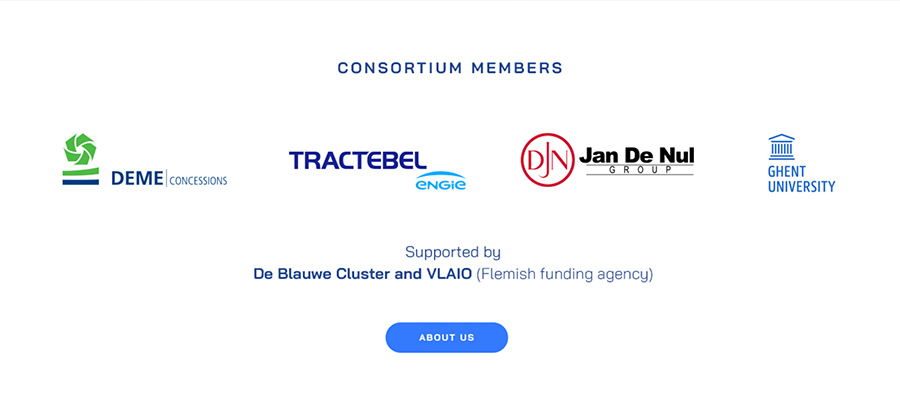 CONSORTIUM MEMBERS
DEME | CONCESSIONS
TRACTEBEL
ENGIE
DJN
Jan De Nul
GROUP
GHENT
UNIVERSITY
Supported by
De Blauwe Cluster and VLAIO (Flemish funding agency)
ABOUT US